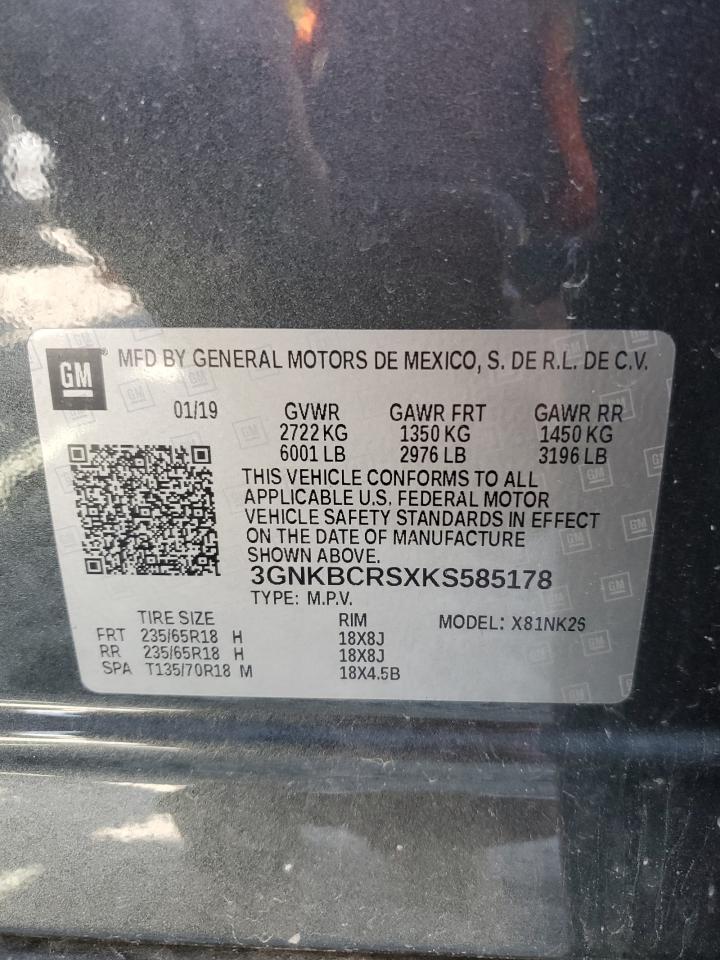 GM
MFD BY GENERAL MOTORS DE MEXICO, S. DE R.L. DE C.V.
01/19 GVWR GAWR FRT GAWR RR
2722 KG 1350 KG 1450 KG
6001 LB 2976 LB 3196 LB
THIS VEHICLE CONFORMS TO ALL
APPLICABLE U.S. FEDERAL MOTOR
VEHICLE SAFETY STANDARDS IN EFFECT
ON THE DATE OF MANUFACTURE
SHOWN ABOVE.
3GNKBCRSXKS585178
TYPE: M.P.V.
TIRE SIZE RIM MODEL: X81NK26
FRT 235/65R18 H 18X8J
RR 235/65R18 H 18X8J
SPA T135/70R18 M 18X4.5B